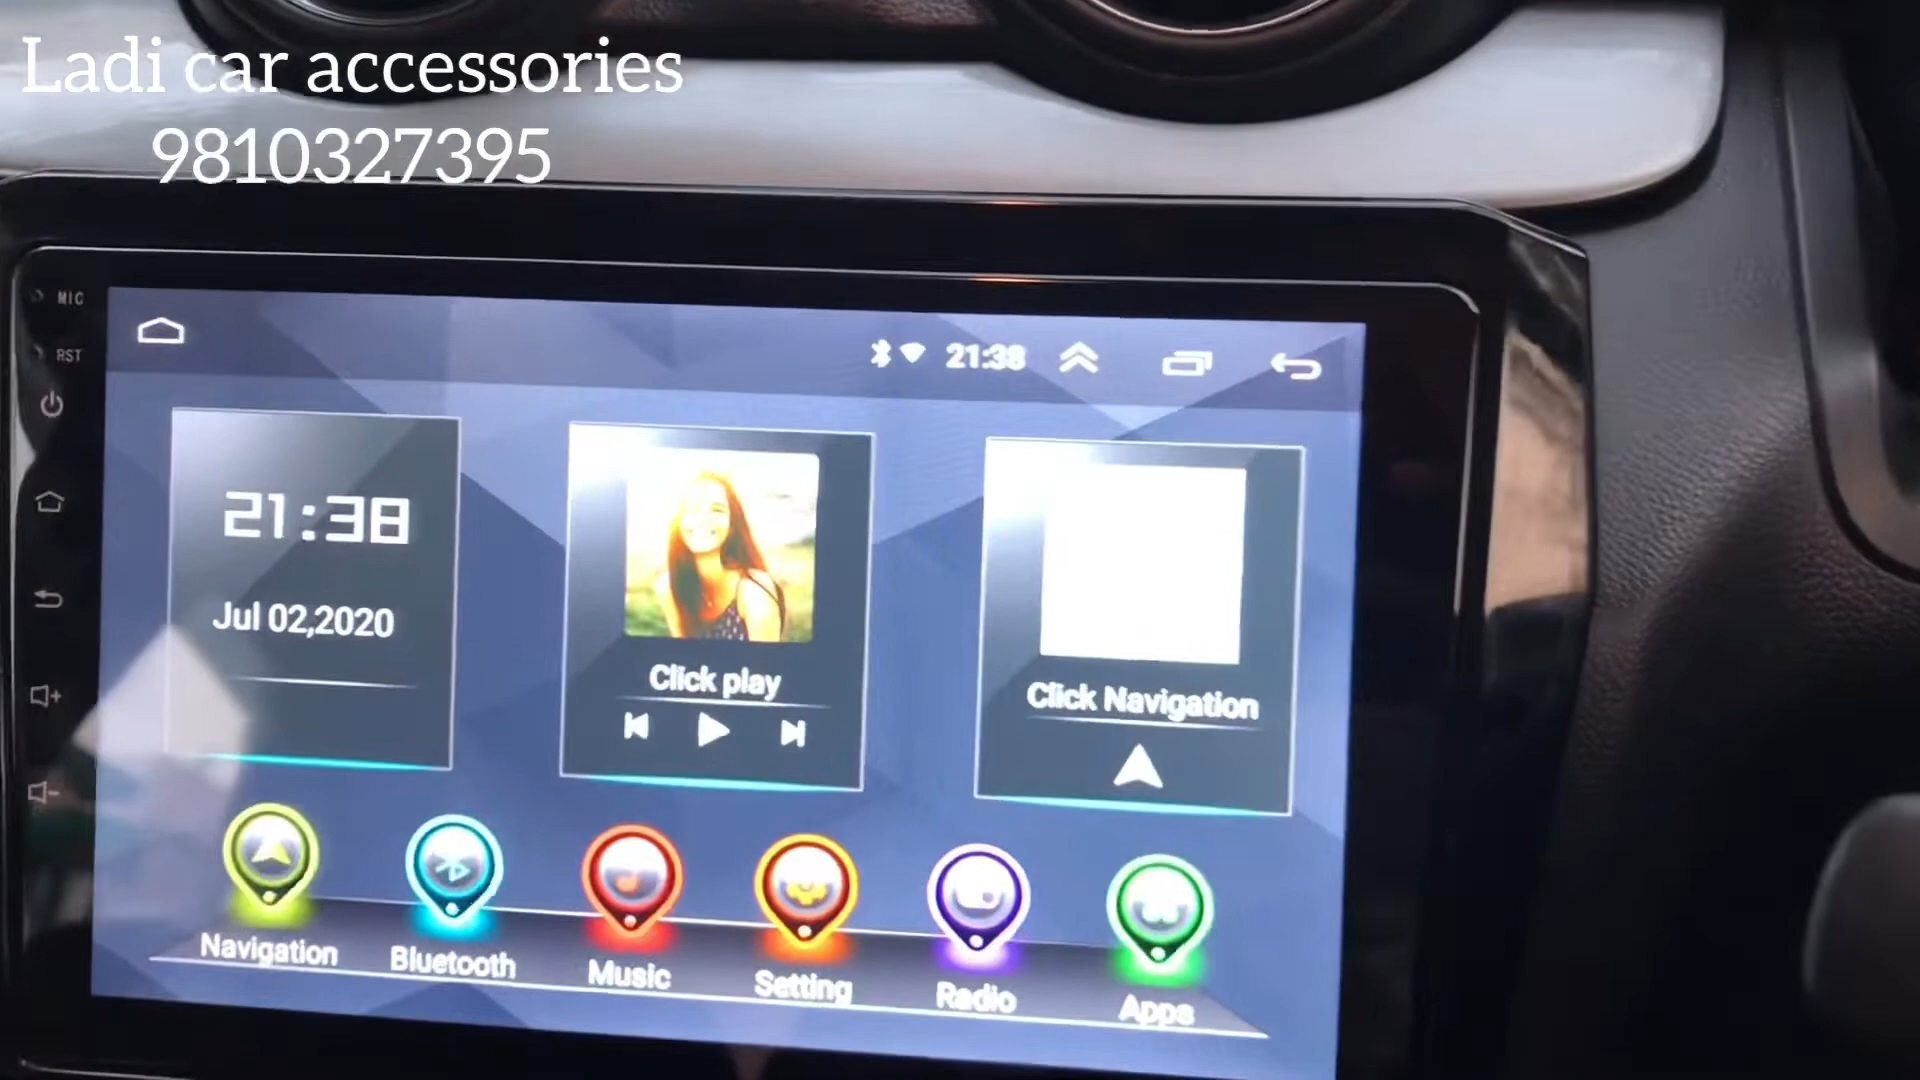 Ladi car accessories
9810327395
MIC
RST
21:38
21:38
Jul 02,2020
Click play
Click Navigation
Navigation
Bluetooth
Music
Setting
Radio
Apps